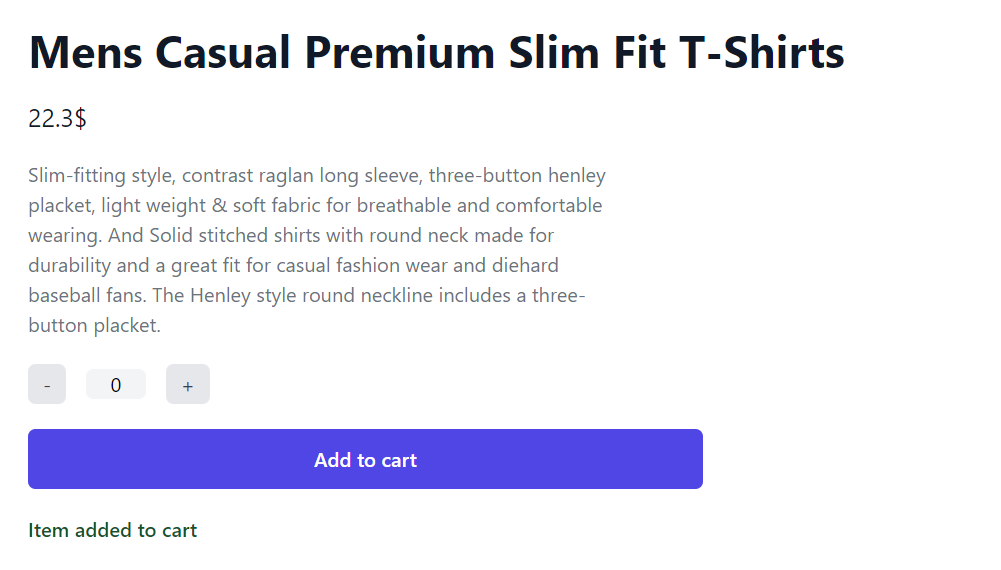 Mens Casual Premium Slim Fit T-Shirts
22.3$
Slim-fitting style, contrast raglan long sleeve, three-button henley
placket, light weight & soft fabric for breathable and comfortable
wearing. And Solid stitched shirts with round neck made for
durability and a great fit for casual fashion wear and diehard
baseball fans. The Henley style round neckline includes a three-
button placket.
- 0 +
Add to cart
Item added to cart